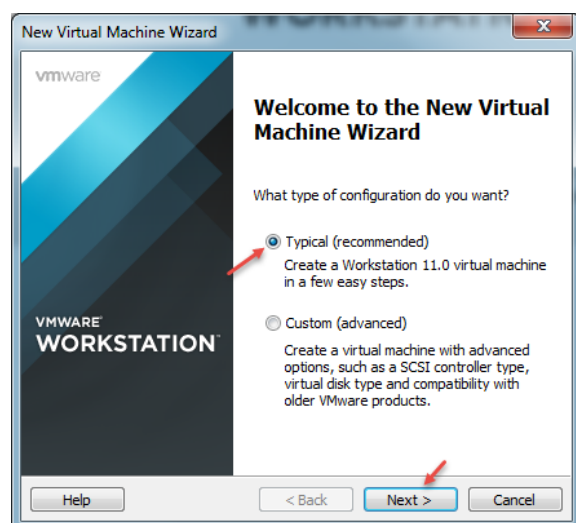 New Virtual Machine Wizard
vmware
Welcome to the New Virtual
Machine Wizard
What type of configuration do you want?
Typical (recommended)
Create a Workstation 11.0 virtual machine
in a few easy steps.
VMWARE®
WORKSTATION™
Custom (advanced)
Create a virtual machine with advanced
options, such as a SCSI controller type,
virtual disk type and compatibility with
older VMware products.
Help
< Back
Next >
Cancel